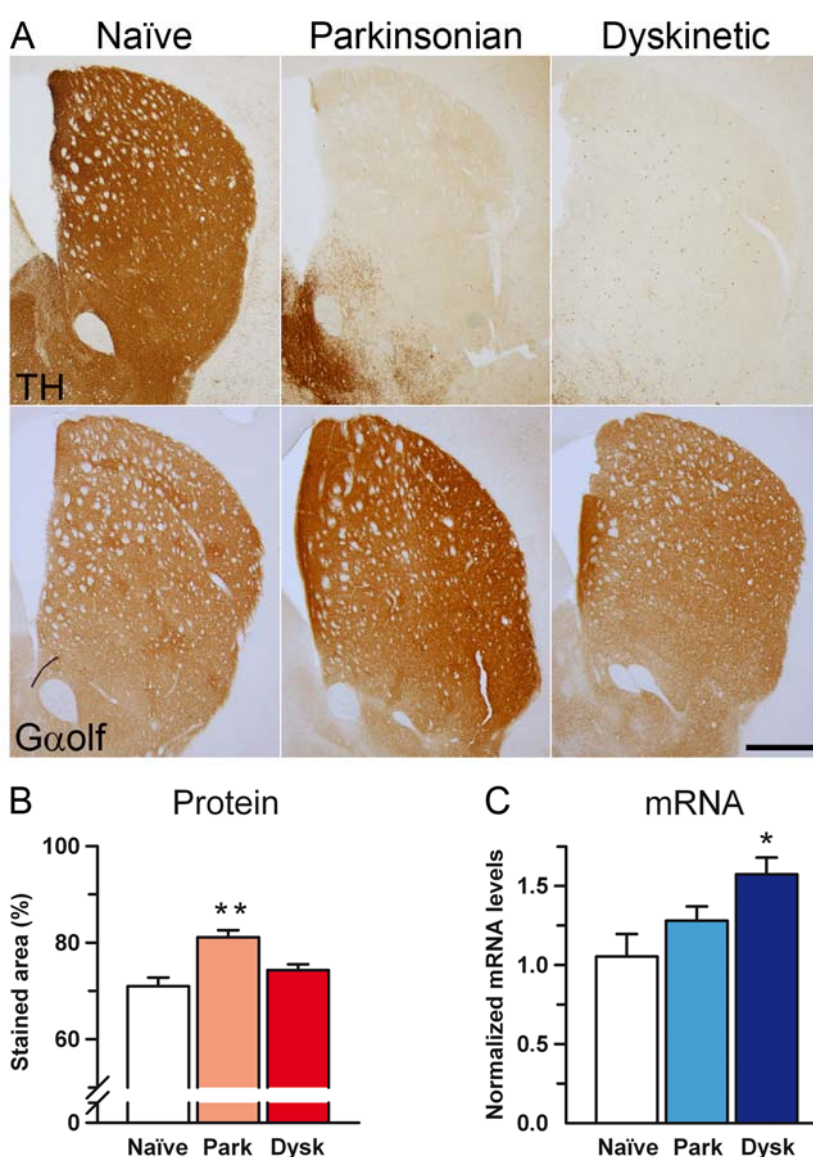 A Naïve Parkinsonian Dyskinetic
TH
Gαolf
B Protein
Stained area (%)
100
80
60
0
**
Naïve Park Dysk
C mRNA
Normalized mRNA levels
1.5
1.0
0.5
0.0
*
Naïve Park Dysk